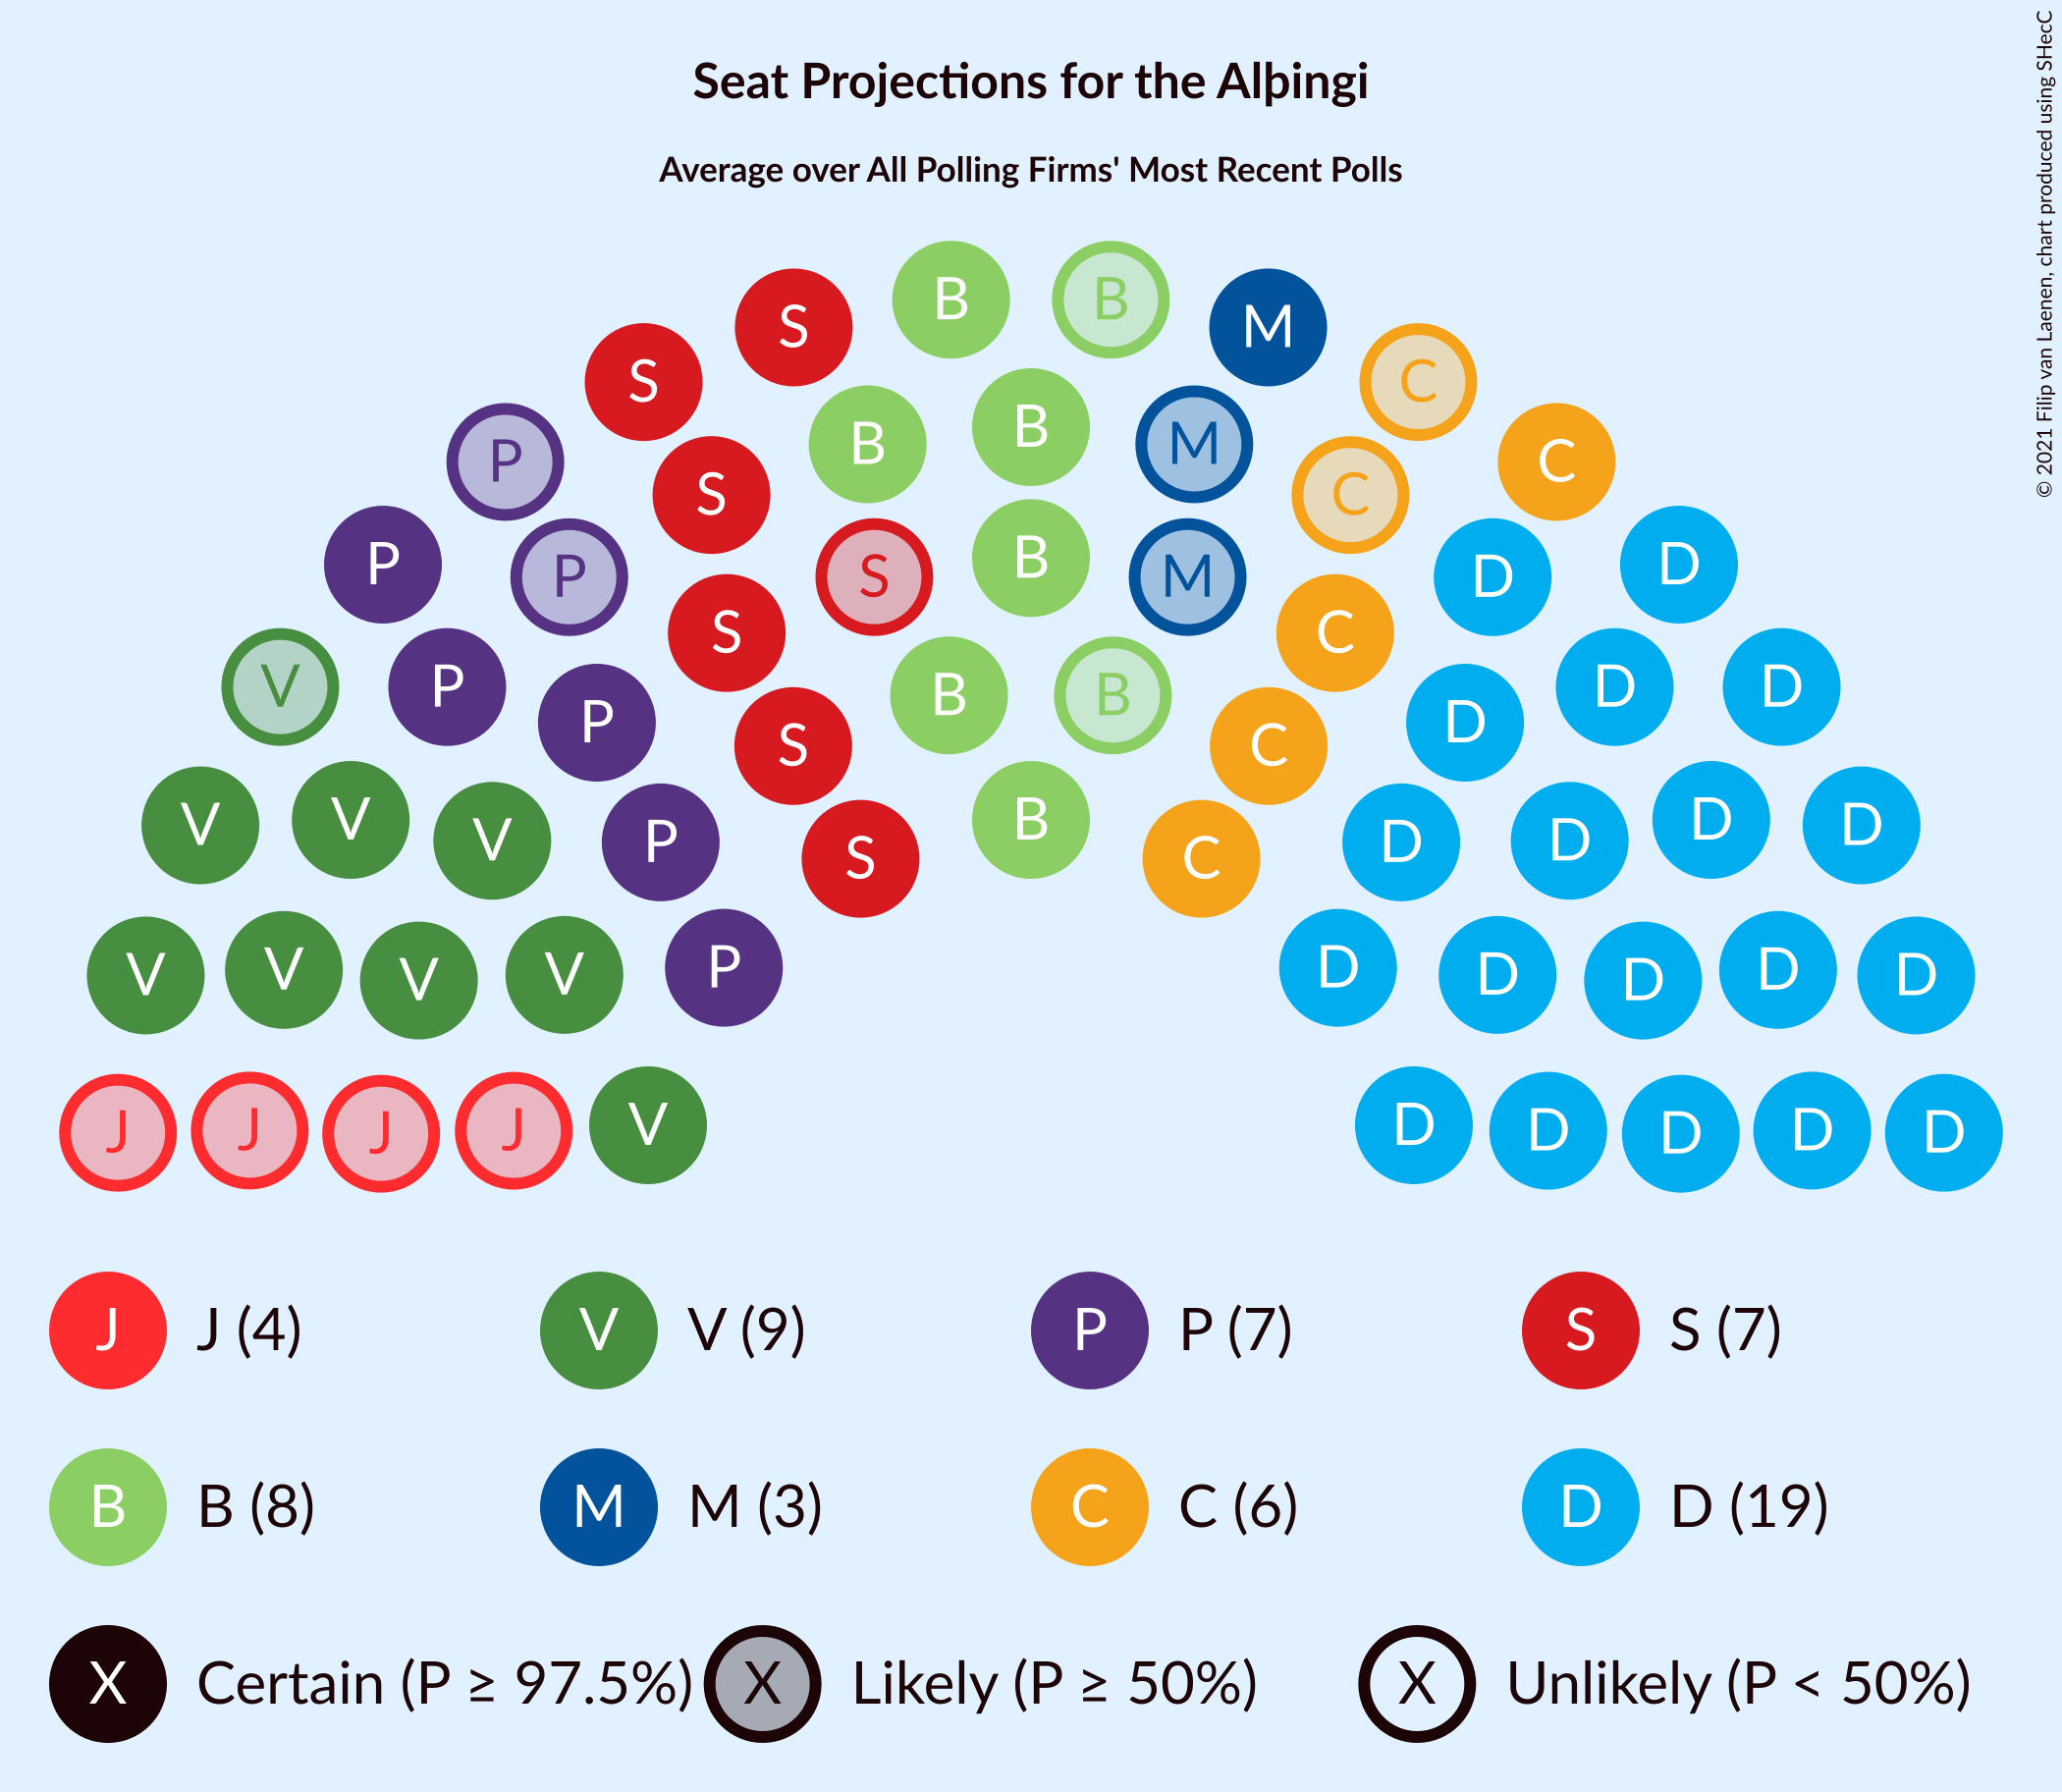 Seat Projections for the Alþingi
Average over All Polling Firms' Most Recent Polls
© 2021 Filip van Laenen, chart produced using SHecC
B B
S M
S C
B
B M
P C
S C
P D
B
P S M D
S C
V P D D
P B B D
S C
V V D D
V P D D
S B C
V V P D D D
V V D D
J J J J V D D D D D
J J (4) V V (9) P P (7) S S (7)
B B (8) M M (3) C C (6) D D (19)
X Certain (P ≥ 97.5%) X Likely (P ≥ 50%) X Unlikely (P < 50%)